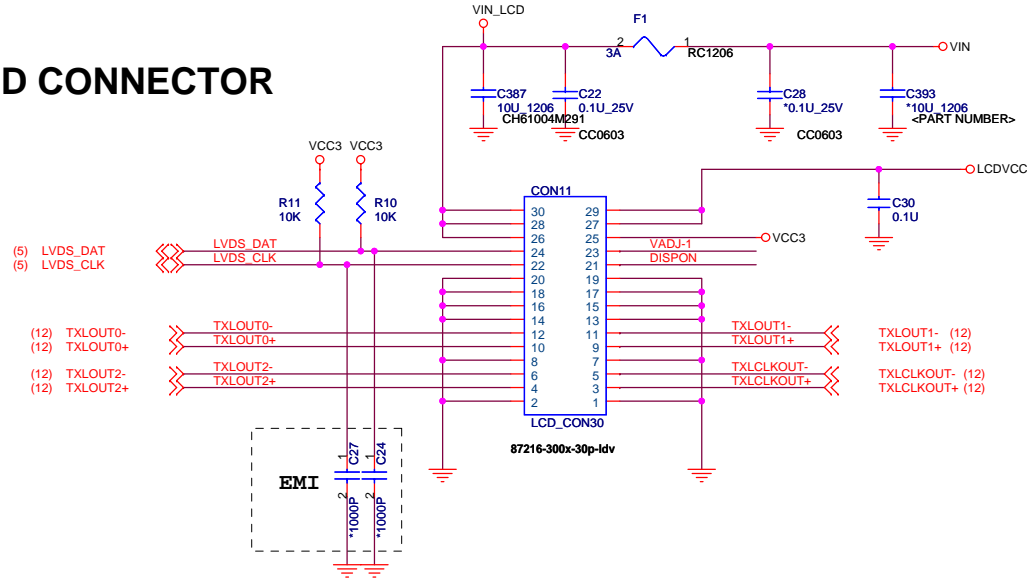 VIN_LCD
F1
2
3A
1
RC1206
VIN
D CONNECTOR
C387
10U_1206
CH61004M291
C22
0.1U_25V
CC0603
C28
*0.1U_25V
CC0603
C393
*10U_1206
<PART NUMBER>
VCC3
VCC3
LCDVCC
R11
10K
R10
10K
C30
0.1U
CON11
30 29
28 27
26 25 VCC3
(5) LVDS_DAT LVDS_DAT 24 23 VADJ-1
(5) LVDS_CLK LVDS_CLK 22 21 DISPON
20 19
18 17
16 15
14 13
(12) TXLOUT0- TXLOUT0- 12 11 TXLOUT1- TXLOUT1- (12)
(12) TXLOUT0+ TXLOUT0+ 10 9 TXLOUT1+ TXLOUT1+ (12)
8 7
(12) TXLOUT2- TXLOUT2- 6 5 TXLCLKOUT- TXLCLKOUT- (12)
(12) TXLOUT2+ TXLOUT2+ 4 3 TXLCLKOUT+ TXLCLKOUT+ (12)
2 1
LCD_CON30
87216-300x-30p-ldv
EMI
1
C27
2
*1000P
1
C24
2
*1000P